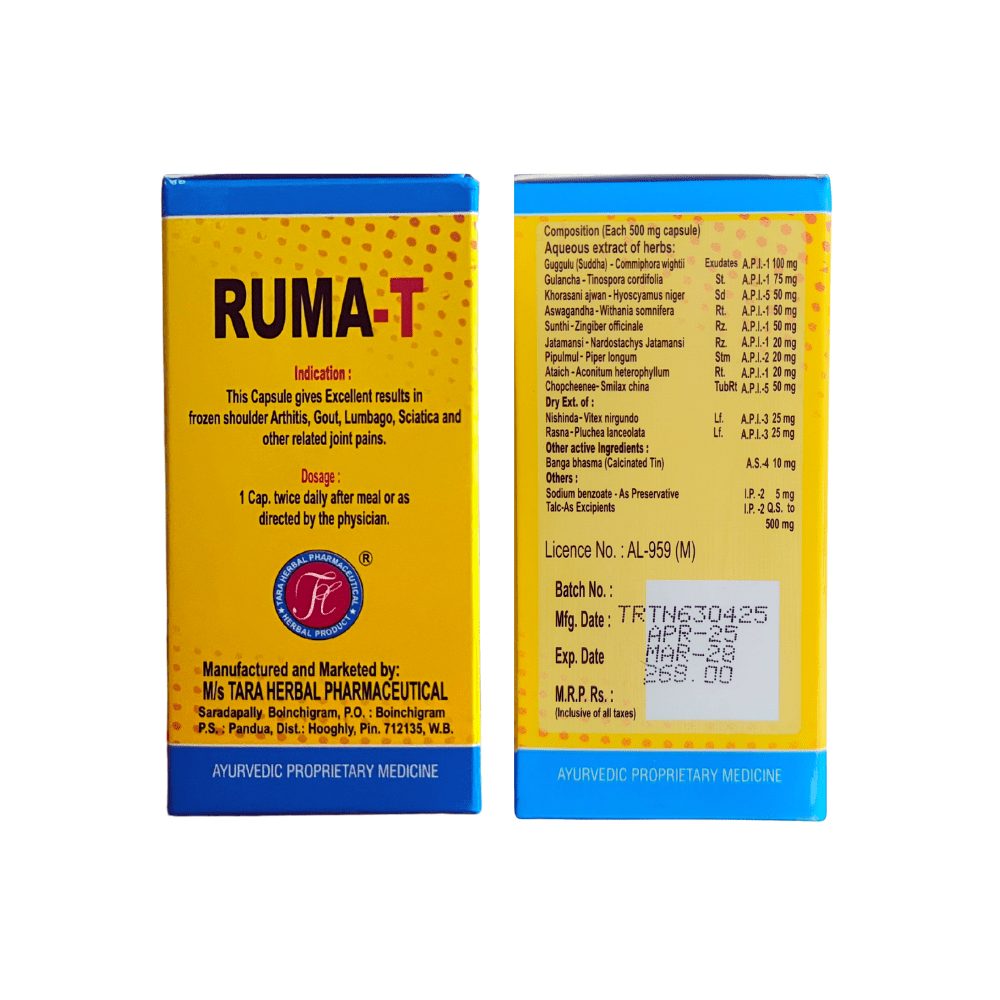 RUMA-T
Indication :
This Capsule gives Excellent results in
frozen shoulder Arthitis, Gout, Lumbago, Sciatica and
other related joint pains.
Dosage :
1 Cap. twice daily after meal or as
directed by the physician.
TARA HERBAL PHARMACEUTICAL
HERBAL PRODUCT
®
Manufactured and Marketed by:
M/s TARA HERBAL PHARMACEUTICAL
Saradapally, Boinchigram, P.O. : Boinchigram
P.S. : Pandua, Dist.: Hooghly, Pin. 712135, W.B.
AYURVEDIC PROPRIETARY MEDICINE
Composition (Each 500 mg capsule)
Aqueous extract of herbs:
Guggulu (Suddha) - Commiphora wightii Exudates A.P.I.-1 100 mg
Gulancha - Tinospora cordifolia St. A.P.I.-1 75 mg
Khorasani ajwan - Hyoscyamus niger Sd A.P.I.-5 50 mg
Aswagandha - Withania somnifera Rt. A.P.I.-1 50 mg
Sunthi - Zingiber officinale Rz. A.P.I.-1 50 mg
Jatamansi - Nardostachys Jatamansi Rz. A.P.I.-1 20 mg
Pipulmul - Piper longum Stm A.P.I.-2 20 mg
Ataich - Aconitum heterophyllum Rt. A.P.I.-1 20 mg
Chopcheenee- Smilax china TubRt A.P.I.-5 50 mg
Dry Ext. of :
Nishinda - Vitex nirgundo Lf. A.P.I.-3 25 mg
Rasna - Pluchea lanceolata Lf. A.P.I.-3 25 mg
Other active Ingredients :
Banga bhasma (Calcinated Tin) A.S.-4 10 mg
Others :
Sodium benzoate - As Preservative I.P. -2 5 mg
Talc-As Excipients I.P. -2 Q.S. to
500 mg
Licence No. : AL-959 (M)
Batch No. :
Mfg. Date : TRTN630425
APR-25
Exp. Date MAR-28
268.00
M.R.P. Rs. :
(Inclusive of all taxes)
AYURVEDIC PROPRIETARY MEDICINE